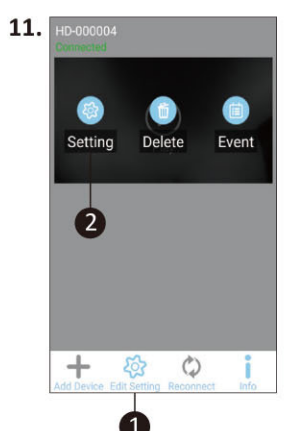 11.
HD-000004
Connected
Setting Delete Event
2
Add Device Edit Setting Reconnect Info
1